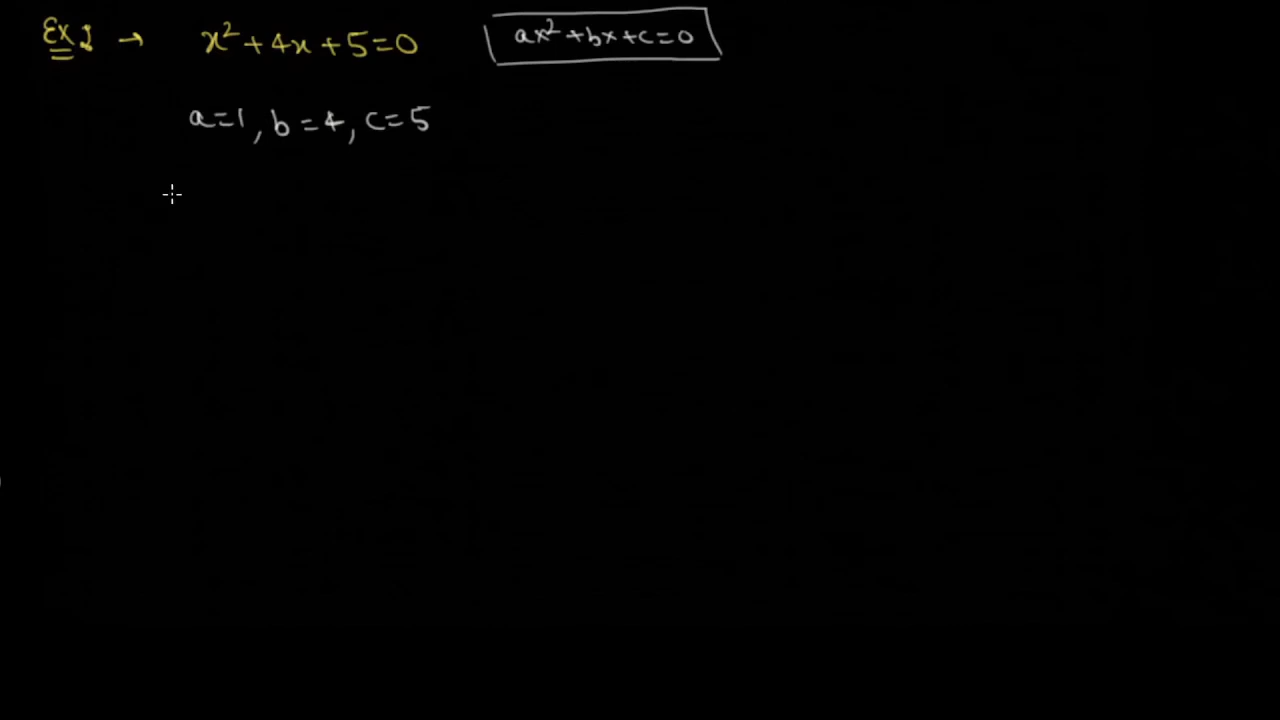 Ex 1 → x² + 4x + 5 = 0 ax² + bx + c = 0
a = 1, b = 4, c = 5